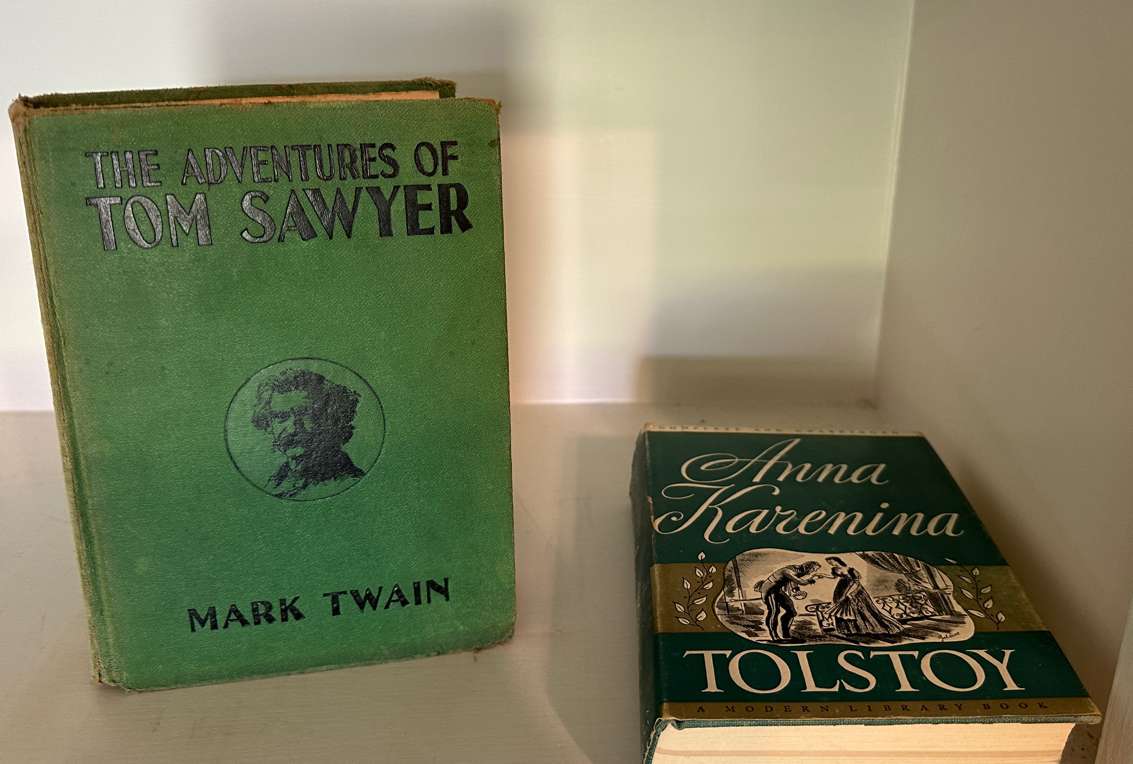 THE ADVENTURES OF
TOM SAWYER
MARK TWAIN
Anna
Karenina
TOLSTOY
A MODERN LIBRARY BOOK